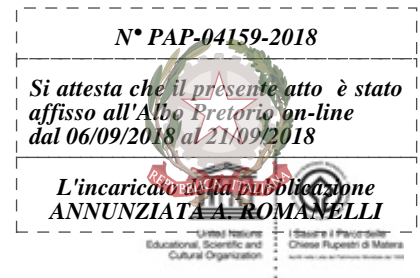 N° PAP-04159-2018
Si attesta che il presente atto è stato
affisso all'Albo Pretorio on-line
dal 06/09/2018 al 21/09/2018
L'incaricato della pubblicazione
ANNUNZIATA A. ROMANELLI
REPUBBLICA ITALIANA
United Nations
Educational, Scientific and
Cultural Organization
I Sassi e il Parco delle
Chiese Rupestri di Matera